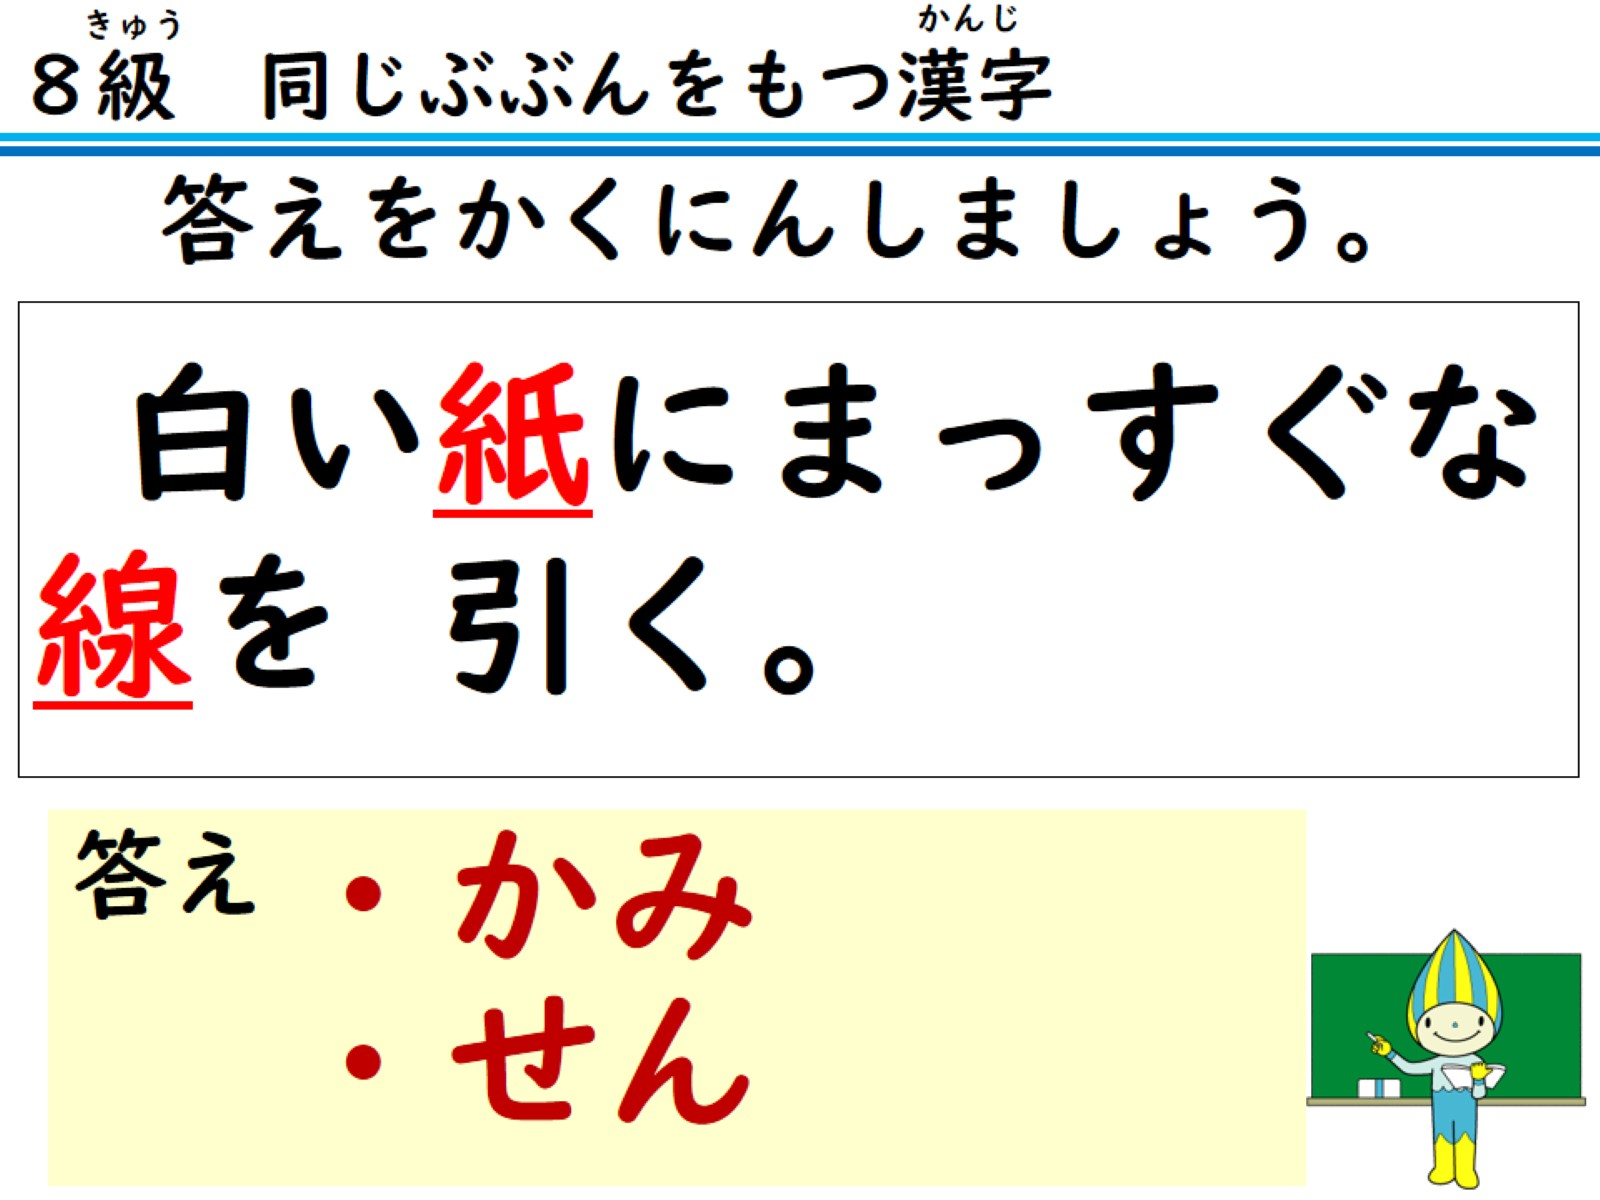 きゅう かんじ
８級　同じぶぶんをもつ漢字
答えをかくにんしましょう。
白い紙にまっすぐな
線を 引く。
答え ・かみ
・せん